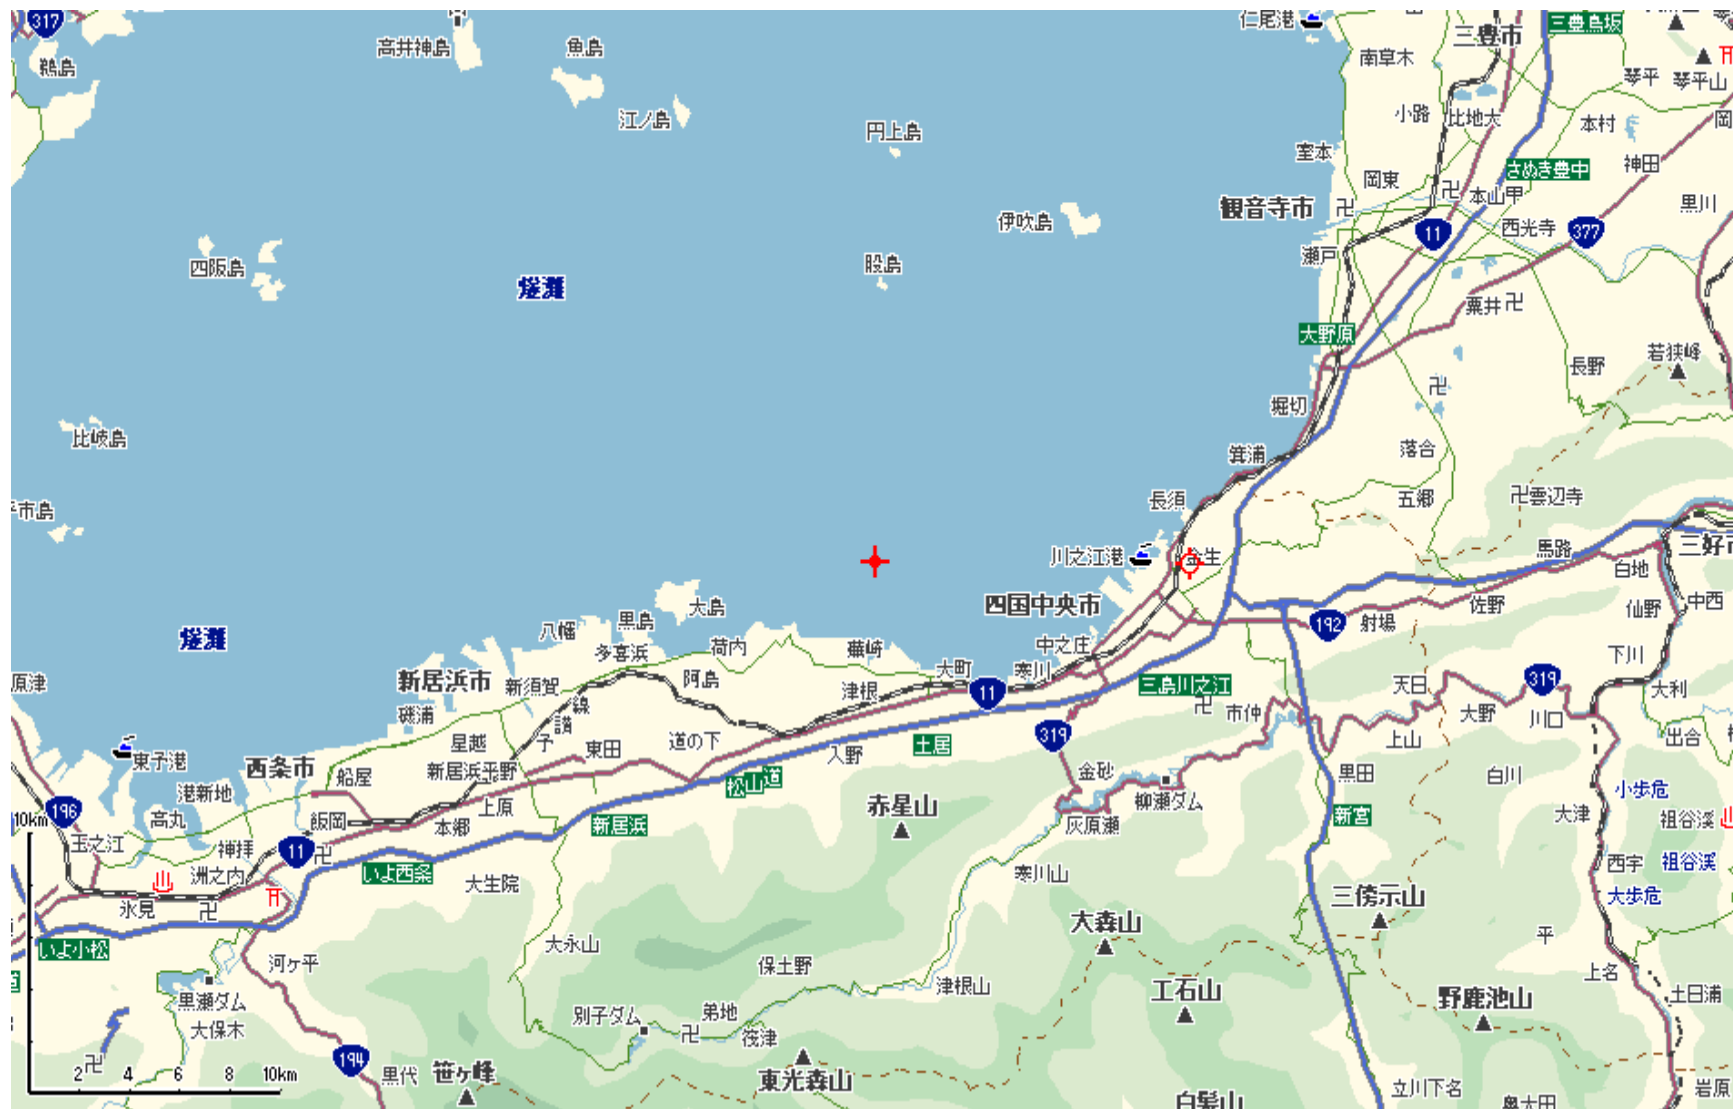 317
高井神島
魚島
仁尾港
三豊市
三豊鳥坂
鵜島
南草木
琴平
琴平山
江ノ島
円上島
小路
比地大
本村
岡
室本
岡東
さぬき豊中
神田
伊吹島
観音寺市
本山甲
黒川
11
西光寺
377
四阪島
燧灘
股島
瀬戸
粟井
大野原
長野
若狭峰
比岐島
堀切
落合
箕浦
平市島
長須
五郷
雲辺寺
川之江港
金生
馬路
三好市
白地
大島
四国中央市
佐野
仙野
中西
燧灘
八幡
黒島
192
射場
多喜浜
荷内
蕪崎
中之庄
下川
原津
新居浜市
新須賀
阿島
津根
大町
11
寒川
三島川之江
天日
319
大利
磯浦
線
讃
子
市仲
大野
川口
星越
東田
道の下
入野
土居
319
上山
出合
東予港
西条市
船屋
新居浜平野
松山道
金砂
黒田
白川
小歩危
港新地
上原
赤星山
柳瀬ダム
196
高丸
飯岡
本郷
新居浜
灰原瀬
新宮
大津
祖谷渓
10km
玉之江
神拝
11
洲之内
いよ西条
大生院
寒川山
西宇
祖谷渓
氷見
大森山
三傍示山
大歩危
いよ小松
河ヶ平
大永山
保土野
平
黒瀬ダム
津根山
工石山
野鹿池山
上名
土日浦
大保木
別子ダム
弟地
筏津
194
2 4 6 8 10km
黒代
笹ヶ峰
東光森山
白髪山
立川下名
奥大田
岩原